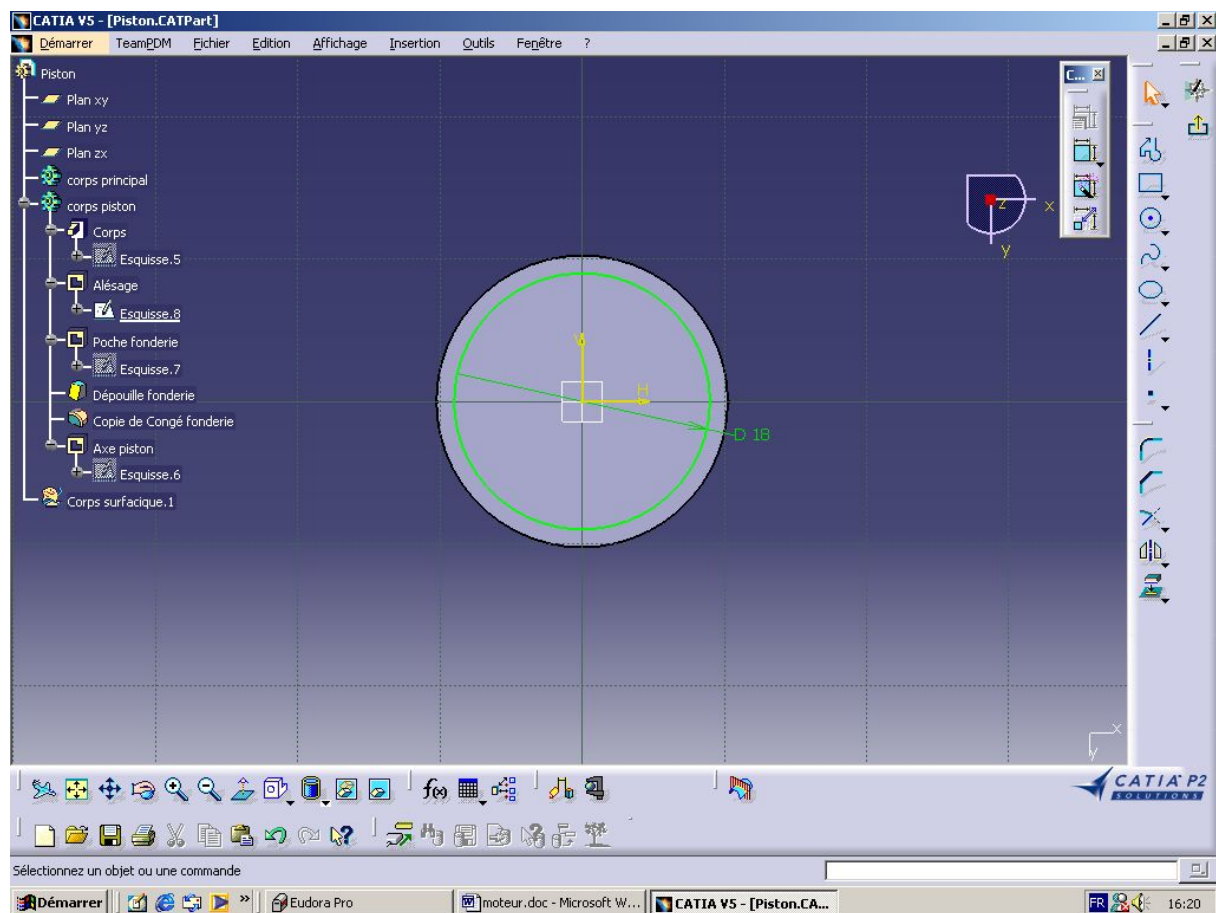 CATIA V5 - [Piston.CATPart]
Démarrer TeamPDM Fichier Edition Affichage Insertion Outils Fenêtre ?
Piston
C...
Plan xy
Plan yz
Plan zx
corps principal
corps piston
z x
Corps
y
Esquisse.5
Alésage
Esquisse.8
Poche fonderie
V
Esquisse.7
Dépouille fonderie
H
Copie de Congé fonderie
D 18
Axe piston
Esquisse.6
Corps surfacique.1
x
y
f(x)
CATIA P2
SOLUTIONS
Sélectionnez un objet ou une commande
Démarrer » Eudora Pro moteur.doc - Microsoft W... CATIA V5 - [Piston.CA... FR 16:20